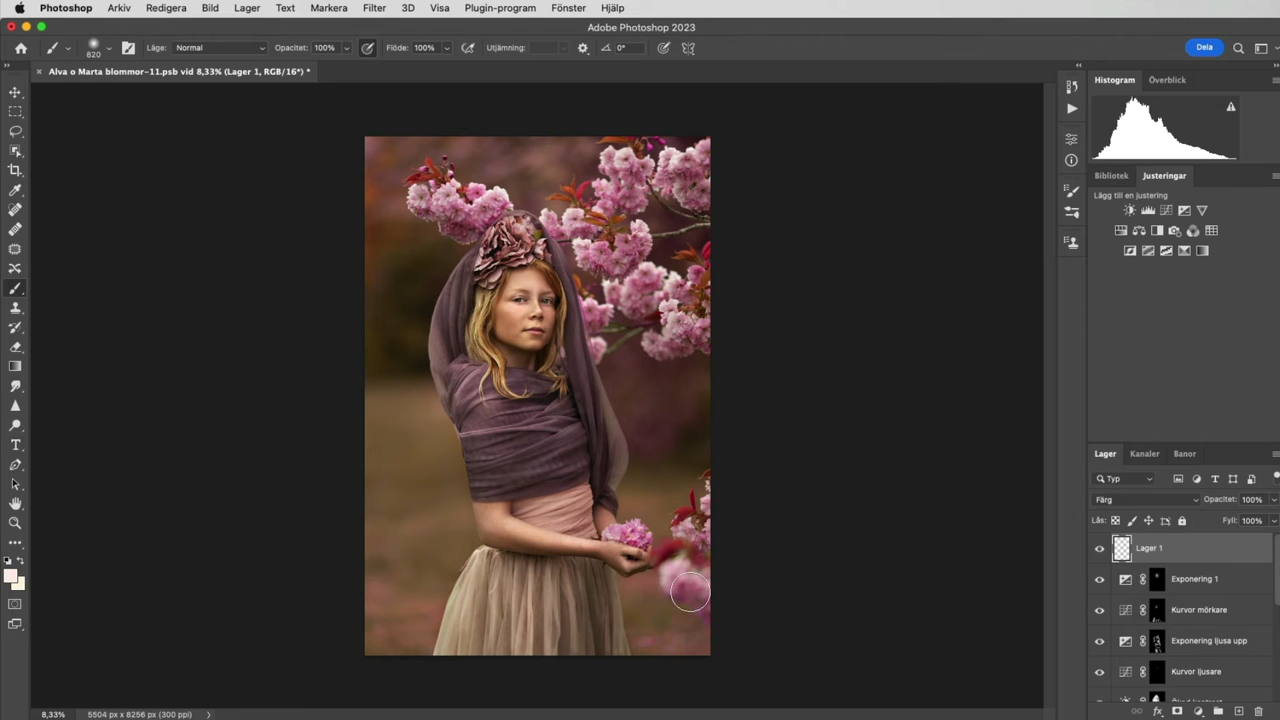 Photoshop Arkiv Redigera Bild Lager Text Markera Filter 3D Visa Plugin-program Fönster Hjälp
Adobe Photoshop 2023
820 Läge: Normal Opacitet: 100% Flöde: 100% Utjämning: 0° Dela
Alva o Marta blommor-11.psb vid 8,33% (Lager 1, RGB/16*) *
Histogram Överblick
Bibliotek Justeringar
Lägg till en justering
Lager Kanaler Banor
Typ
Färg Opacitet: 100%
Lås: Fyll: 100%
Lager 1
Exponering 1
Kurvor mörkare
Exponering ljusa upp
Kurvor ljusare
8,33% 5504 px x 8256 px (300 ppi)